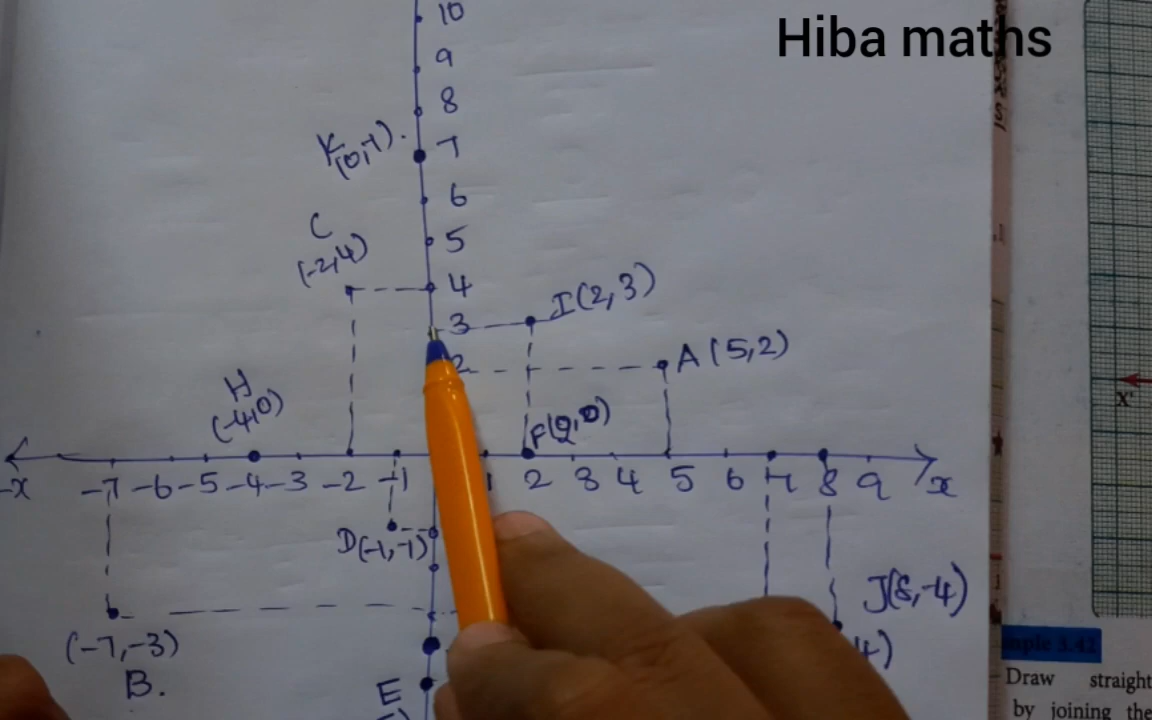 Hiba maths
10
9
8
K(0,7).
7
6
C
(-2,4)
5
4
I(2,3)
3
A(5,2)
2
H
(-4,0)
F(2,0)
-x -7 -6 -5 -4 -3 -2 -1 1 2 3 4 5 6 7 8 9 x
D(-1,-1)
J(8,-4)
(-7,-3)
B.
E
X'
Draw straight
by joining the